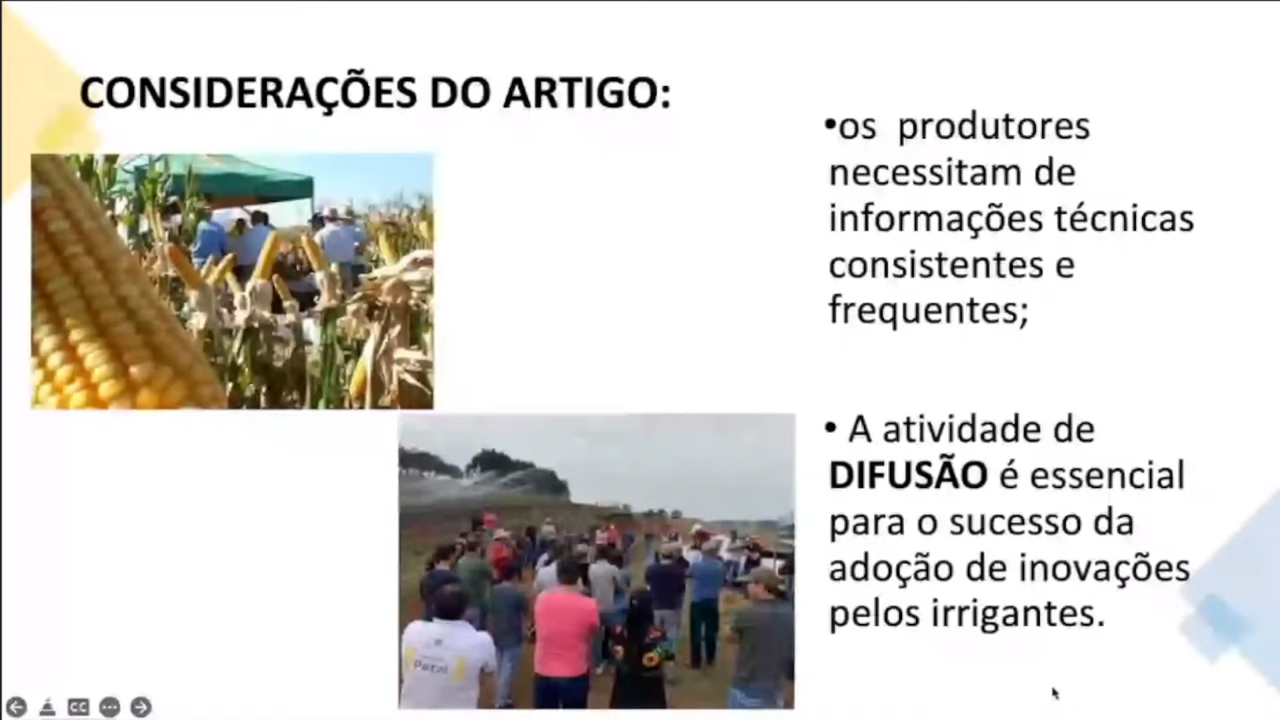 CONSIDERAÇÕES DO ARTIGO:
•os produtores
necessitam de
informações técnicas
consistentes e
frequentes;
• A atividade de
DIFUSÃO é essencial
para o sucesso da
adoção de inovações
pelos irrigantes.
CC